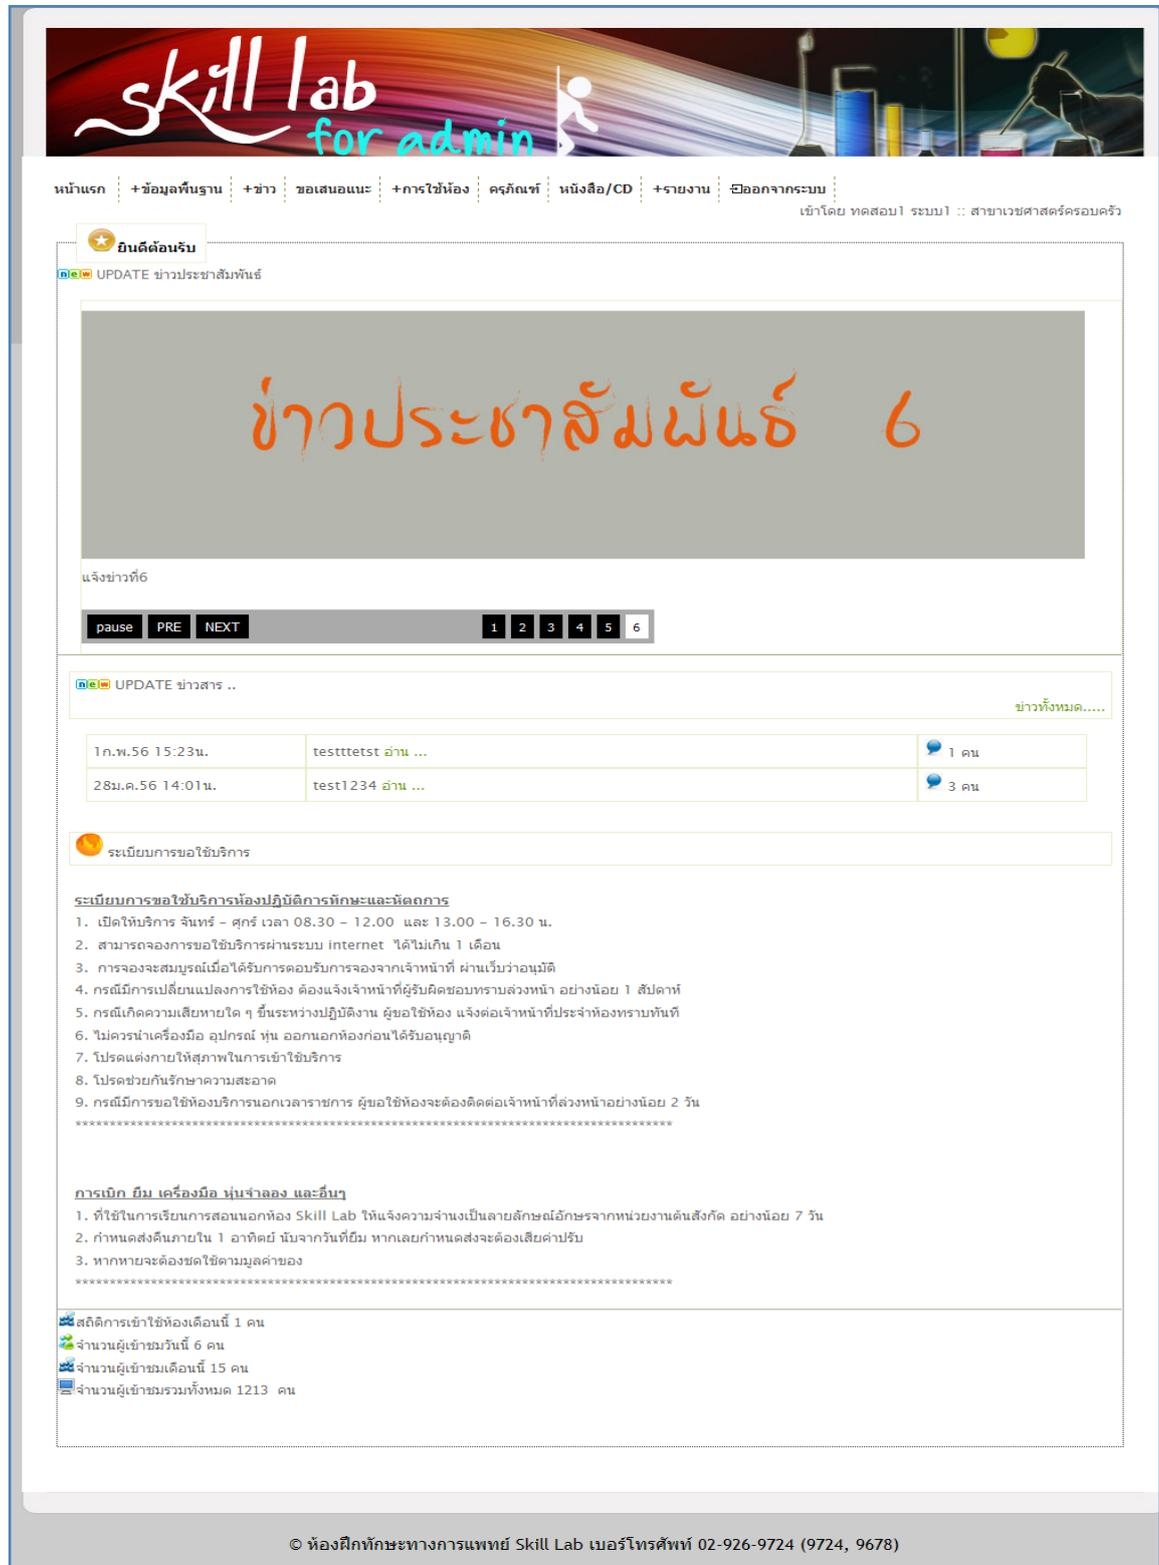 skill lab
for admin
หน้าแรก +ข้อมูลพื้นฐาน +ข่าว ขอเสนอแนะ +การใช้ห้อง ครุภัณฑ์ หนังสือ/CD +รายงาน ออกจากระบบ
เข้าโดย ทดสอบ1 ระบบ1 :: สาขาเวชศาสตร์ครอบครัว
ยินดีต้อนรับ
new UPDATE ข่าวประชาสัมพันธ์
ข่าวประชาสัมพันธ์ 6
แจ้งข่าวที่6
pause PRE NEXT 1 2 3 4 5 6
new UPDATE ข่าวสาร ..
ข่าวทั้งหมด.....
1ก.พ.56 15:23น. testttetst อ่าน ... 1 คน
28ม.ค.56 14:01น. test1234 อ่าน ... 3 คน
ระเบียบการขอใช้บริการ
ระเบียบการขอใช้บริการห้องปฏิบัติการทักษะและหัตถการ
1. เปิดให้บริการ จันทร์ – ศุกร์ เวลา 08.30 – 12.00 และ 13.00 – 16.30 น.
2. สามารถจองการขอใช้บริการผ่านระบบ internet ได้ไม่เกิน 1 เดือน
3. การจองจะสมบูรณ์เมื่อได้รับการตอบรับการจองจากเจ้าหน้าที่ ผ่านเว็บว่าอนุมัติ
4. กรณีมีการเปลี่ยนแปลงการใช้ห้อง ต้องแจ้งเจ้าหน้าที่ผู้รับผิดชอบทราบล่วงหน้า อย่างน้อย 1 สัปดาห์
5. กรณีเกิดความเสียหายใด ๆ ขึ้นระหว่างปฏิบัติงาน ผู้ขอใช้ห้อง แจ้งต่อเจ้าหน้าที่ประจำห้องทราบทันที
6. ไม่ควรนำเครื่องมือ อุปกรณ์ หุ่น ออกนอกห้องก่อนได้รับอนุญาติ
7. โปรดแต่งกายให้สุภาพในการเข้าใช้บริการ
8. โปรดช่วยกันรักษาความสะอาด
9. กรณีมีการขอใช้ห้องบริการนอกเวลาราชการ ผู้ขอใช้ห้องจะต้องติดต่อเจ้าหน้าที่ล่วงหน้าอย่างน้อย 2 วัน
****************************************************************************************
การเบิก ยืม เครื่องมือ หุ่นจำลอง และอื่นๆ
1. ที่ใช้ในการเรียนการสอนนอกห้อง Skill Lab ให้แจ้งความจำนงเป็นลายลักษณ์อักษรจากหน่วยงานต้นสังกัด อย่างน้อย 7 วัน
2. กำหนดส่งคืนภายใน 1 อาทิตย์ นับจากวันที่ยืม หากเลยกำหนดส่งจะต้องเสียค่าปรับ
3. หากหายจะต้องชดใช้ตามมูลค่าของ
****************************************************************************************
สถิติการเข้าใช้ห้องเดือนนี้ 1 คน
จำนวนผู้เข้าชมวันนี้ 6 คน
จำนวนผู้เข้าชมเดือนนี้ 15 คน
จำนวนผู้เข้าชมรวมทั้งหมด 1213 คน
© ห้องฝึกทักษะทางการแพทย์ Skill Lab เบอร์โทรศัพท์ 02-926-9724 (9724, 9678)